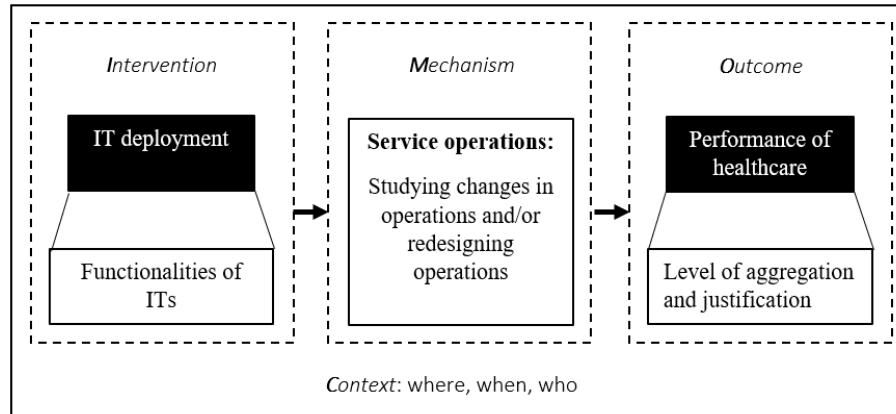 Intervention
IT deployment
Functionalities of
ITs
Mechanism
Service operations:
Studying changes in
operations and/or
redesigning
operations
Outcome
Performance of
healthcare
Level of aggregation
and justification
Context: where, when, who